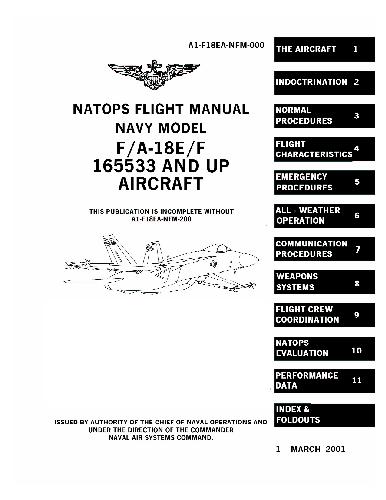 A1-F18EA-NFM-000
NATOPS FLIGHT MANUAL
NAVY MODEL
F/A-18E/F
165533 AND UP
AIRCRAFT
THIS PUBLICATION IS INCOMPLETE WITHOUT
A1-F18EA-NFM-200
ISSUED BY AUTHORITY OF THE CHIEF OF NAVAL OPERATIONS AND
UNDER THE DIRECTION OF THE COMMANDER
NAVAL AIR SYSTEMS COMMAND.
THE AIRCRAFT 1
INDOCTRINATION 2
NORMAL
PROCEDURES 3
FLIGHT
CHARACTERISTICS 4
EMERGENCY
PROCEDURES 5
ALL - WEATHER
OPERATION 6
COMMUNICATION
PROCEDURES 7
WEAPONS
SYSTEMS 8
FLIGHT CREW
COORDINATION 9
NATOPS
EVALUATION 10
PERFORMANCE
DATA 11
INDEX &
FOLDOUTS
1 MARCH 2001